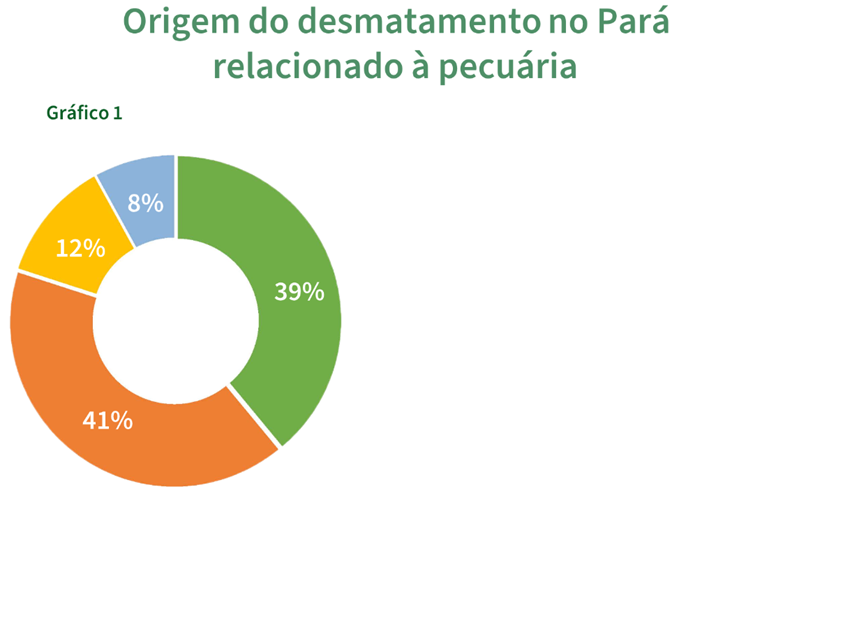 Origem do desmatamento no Pará
relacionado à pecuária
Gráfico 1
8%
12%
39%
41%